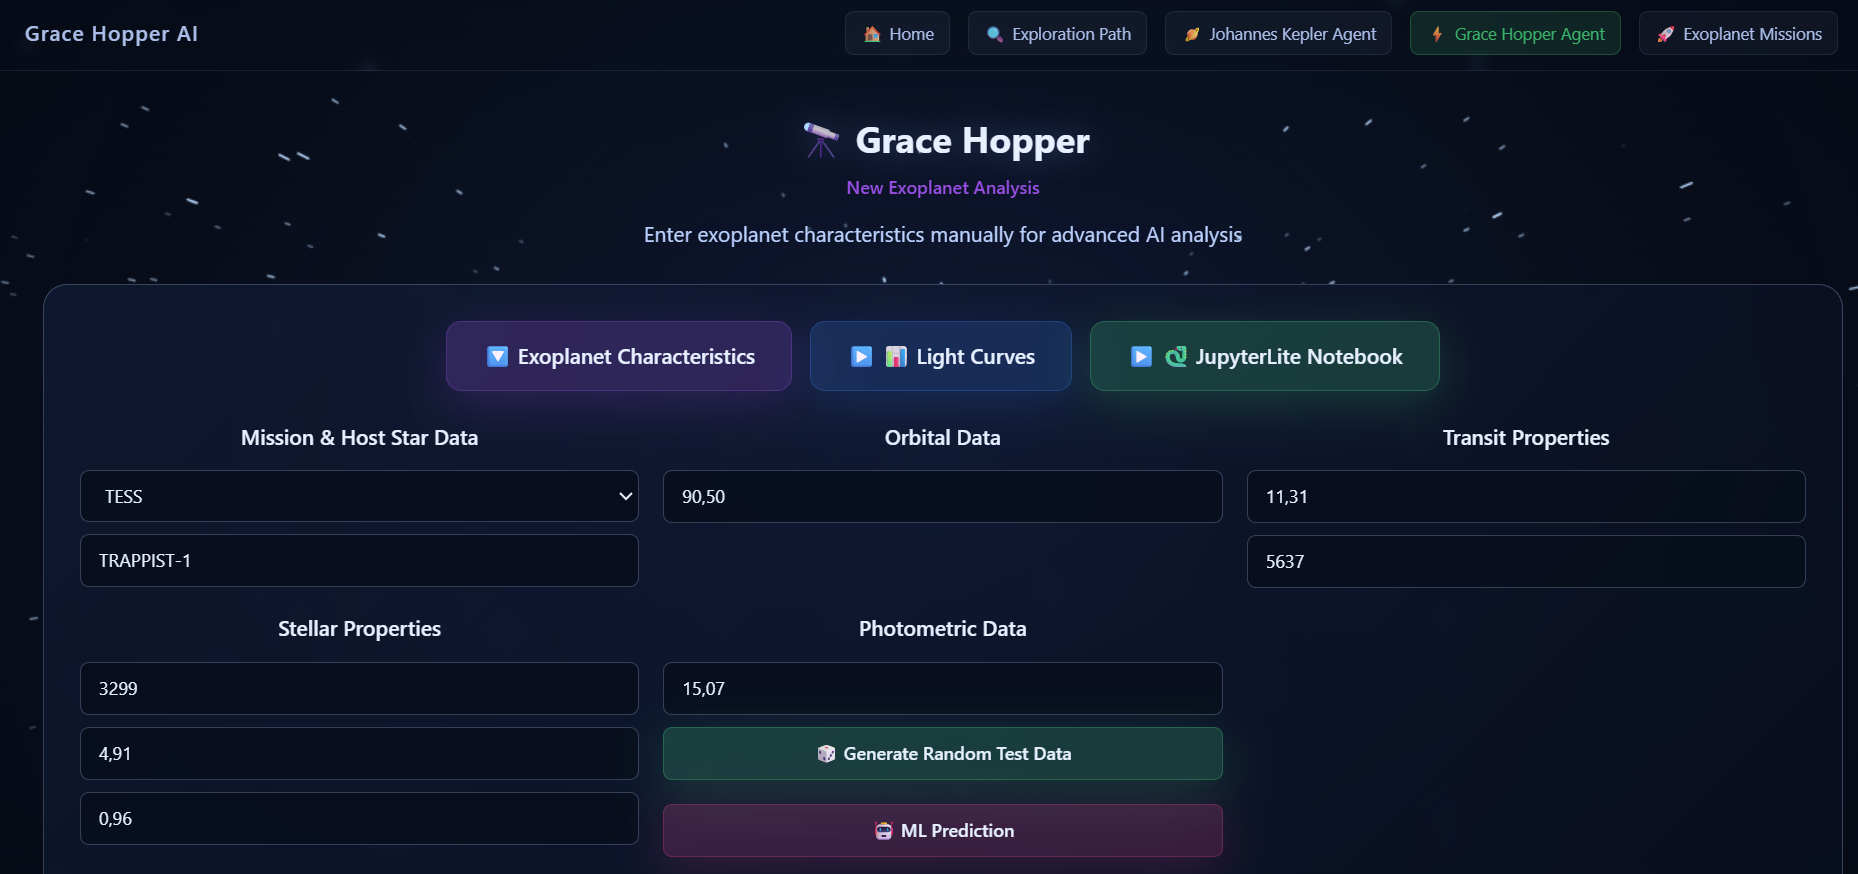 Grace Hopper AI
Home
Exploration Path
Johannes Kepler Agent
Grace Hopper Agent
Exoplanet Missions
Grace Hopper
New Exoplanet Analysis
Enter exoplanet characteristics manually for advanced AI analysis
Exoplanet Characteristics
Light Curves
JupyterLite Notebook
Mission & Host Star Data
TESS
TRAPPIST-1
Orbital Data
90,50
Transit Properties
11,31
5637
Stellar Properties
3299
4,91
0,96
Photometric Data
15,07
Generate Random Test Data
ML Prediction